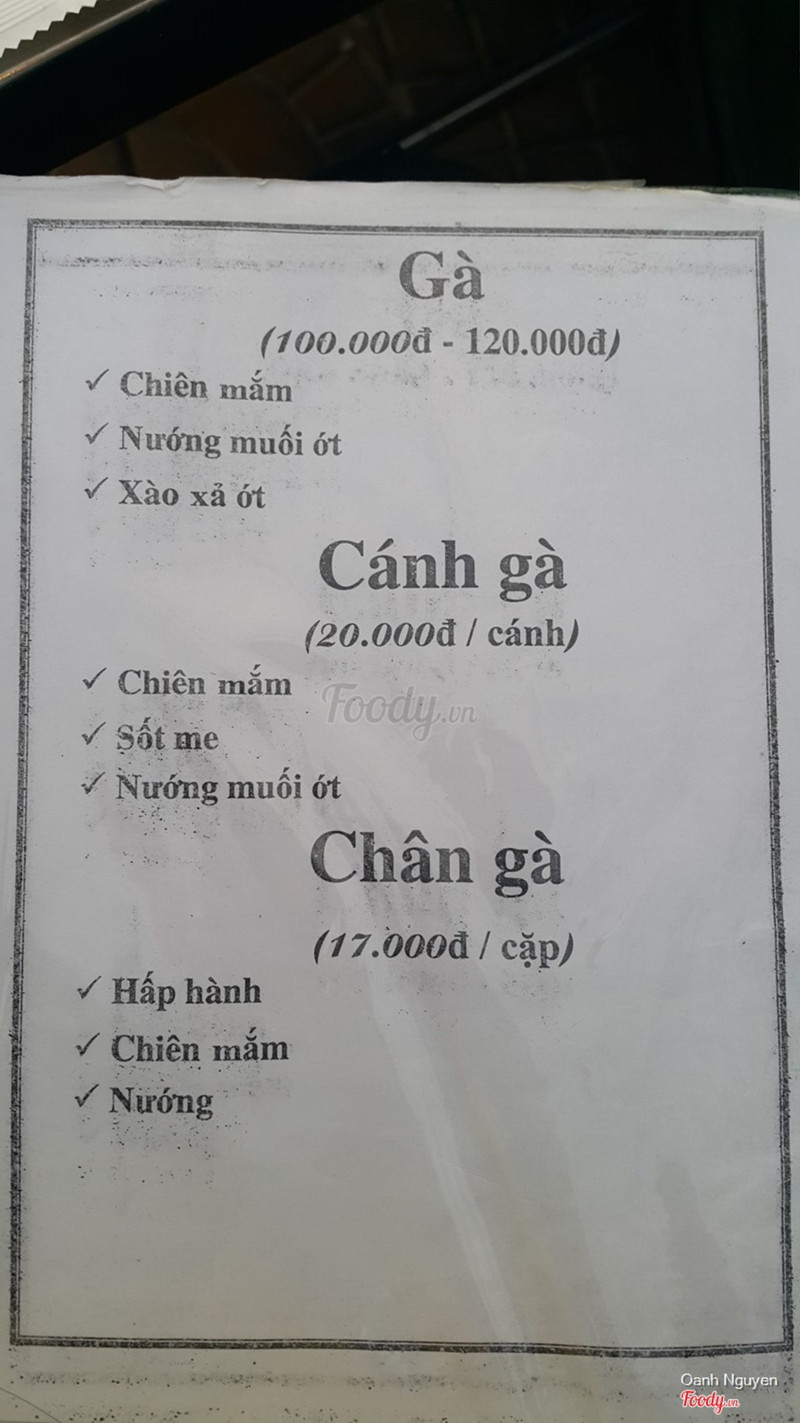 Gà
(100.000đ - 120.000đ)
✓ Chiên mắm
✓ Nướng muối ớt
✓ Xào xả ớt
Cánh gà
(20.000đ / cánh)
✓ Chiên mắm
Foody.vn
✓ Sốt me
✓ Nướng muối ớt
Chân gà
(17.000đ / cặp)
✓ Hấp hành
✓ Chiên mắm
✓ Nướng
Oanh Nguyen
Foody.vn